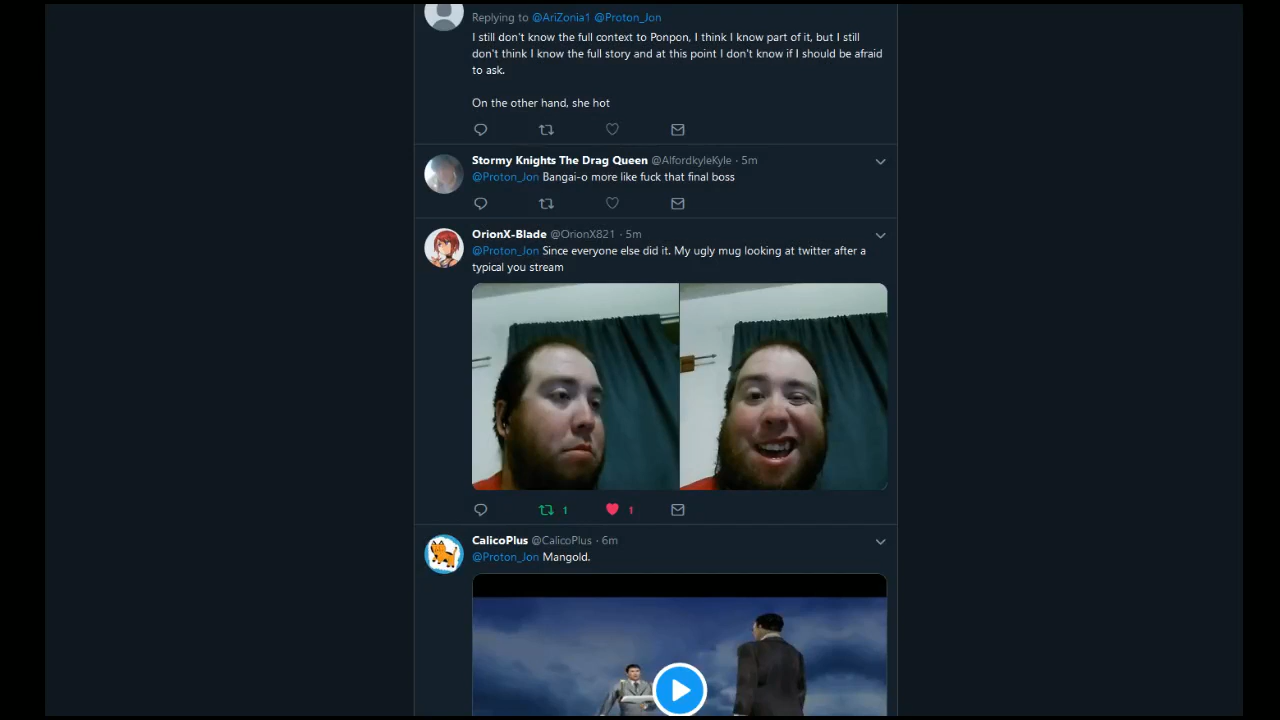 Replying to @AriZonia1 @Proton_Jon
I still don't know the full context to Ponpon, I think I know part of it, but I still
don't think I know the full story and at this point I don't know if I should be afraid
to ask.
On the other hand, she hot
Stormy Knights The Drag Queen @AlfordkyleKyle · 5m
@Proton_Jon Bangai-o more like fuck that final boss
OrionX-Blade @OrionX821 · 5m
@Proton_Jon Since everyone else did it. My ugly mug looking at twitter after a
typical you stream
1 1
CalicoPlus @CalicoPlus · 6m
@Proton_Jon Mangold.